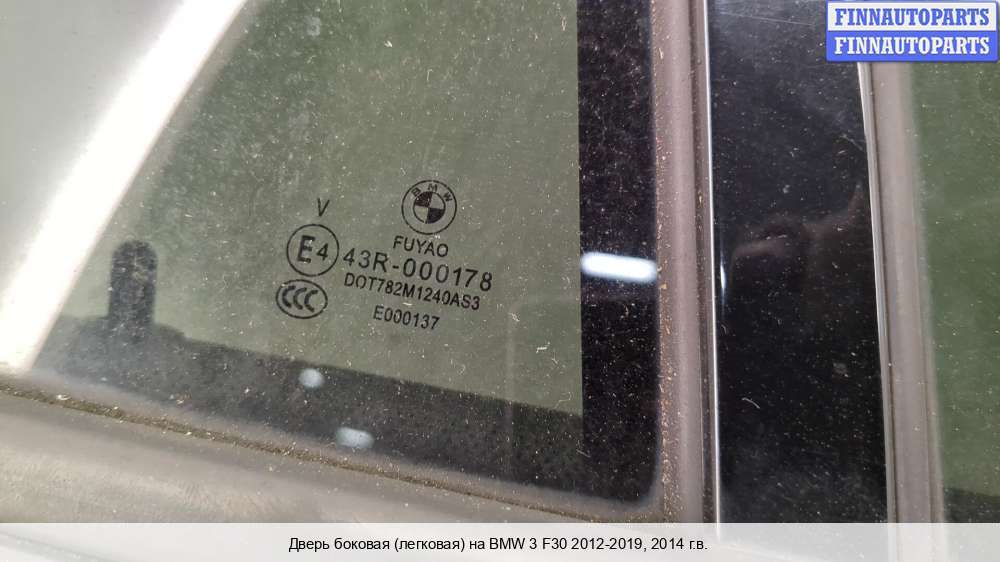 FINNAUTOPARTS
FINNAUTOPARTS
BMW
V
FUYAO
E4 43R-000178
CCC
DOT782M1240AS3
E000137
Дверь боковая (легковая) на BMW 3 F30 2012-2019, 2014 г.в.